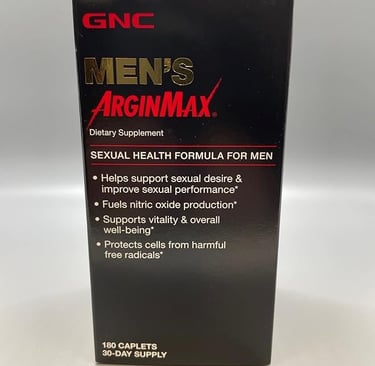 GNC
MEN'S
ARGINMAX®
Dietary Supplement
SEXUAL HEALTH FORMULA FOR MEN
• Helps support sexual desire &
improve sexual performance*
• Fuels nitric oxide production*
• Supports vitality & overall
well-being*
• Protects cells from harmful
free radicals*
180 CAPLETS
30-DAY SUPPLY